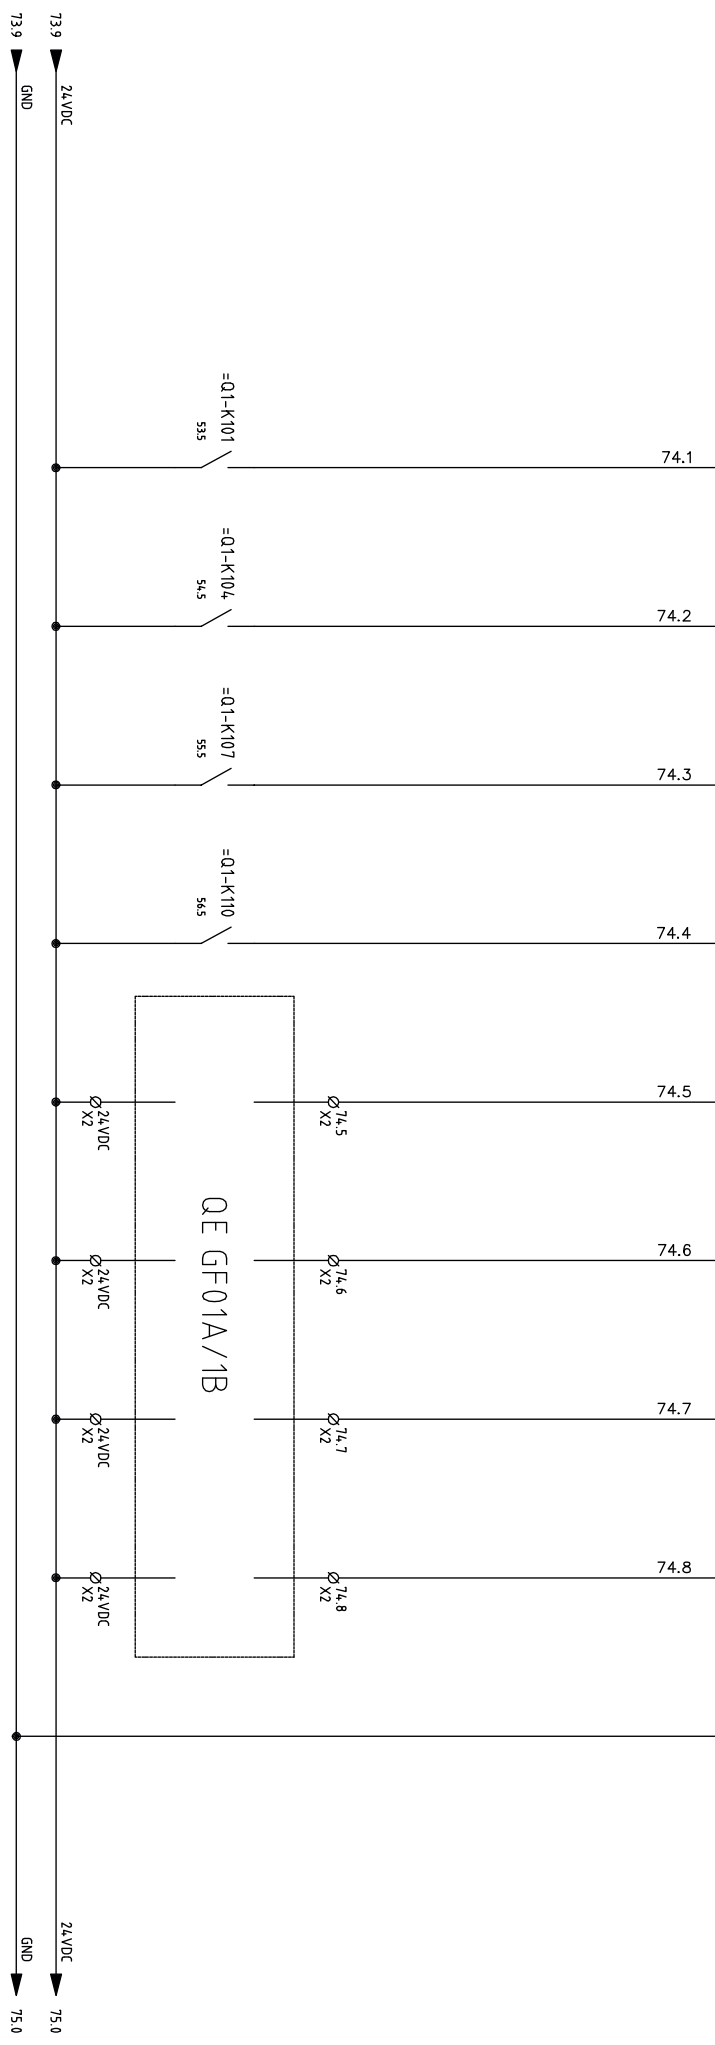 73.9
73.9
GND
24VDC
=Q1-K101
53.5
74.1
=Q1-K104
54.5
74.2
=Q1-K107
55.5
74.3
=Q1-K110
56.5
74.4
24VDC
X2
74.5
X2
74.5
QE GF01A/1B
24VDC
X2
74.6
X2
74.6
24VDC
X2
74.7
X2
74.7
24VDC
X2
74.8
X2
74.8
GND
24VDC
75.0
75.0